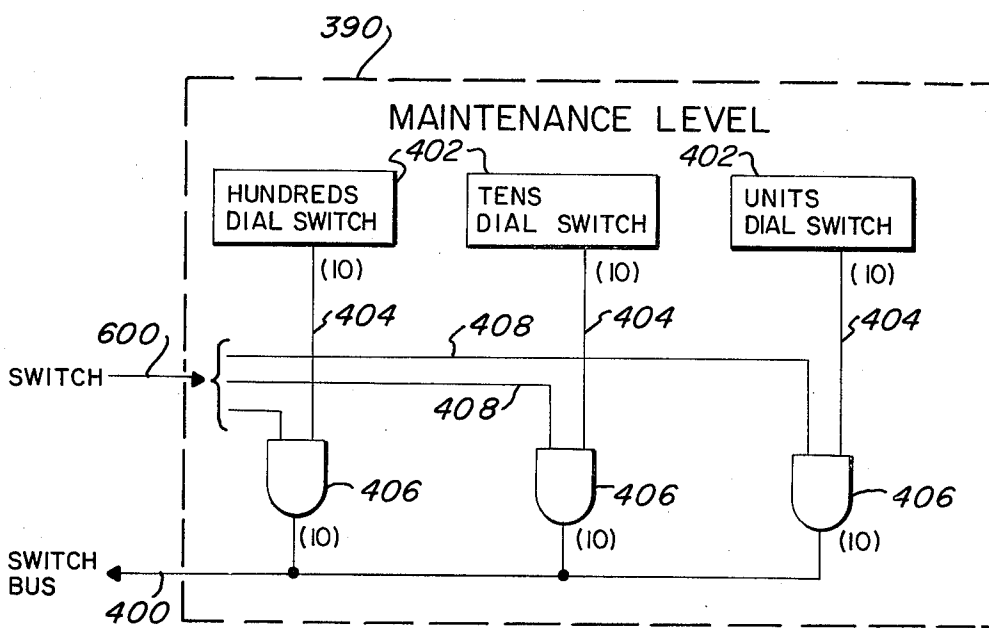 390
MAINTENANCE LEVEL
402
402
HUNDREDS
DIAL SWITCH
TENS
DIAL SWITCH
UNITS
DIAL SWITCH
(10)
(10)
(10)
404
404
404
600
408
SWITCH
408
406
406
406
(10)
(10)
(10)
SWITCH
BUS
400